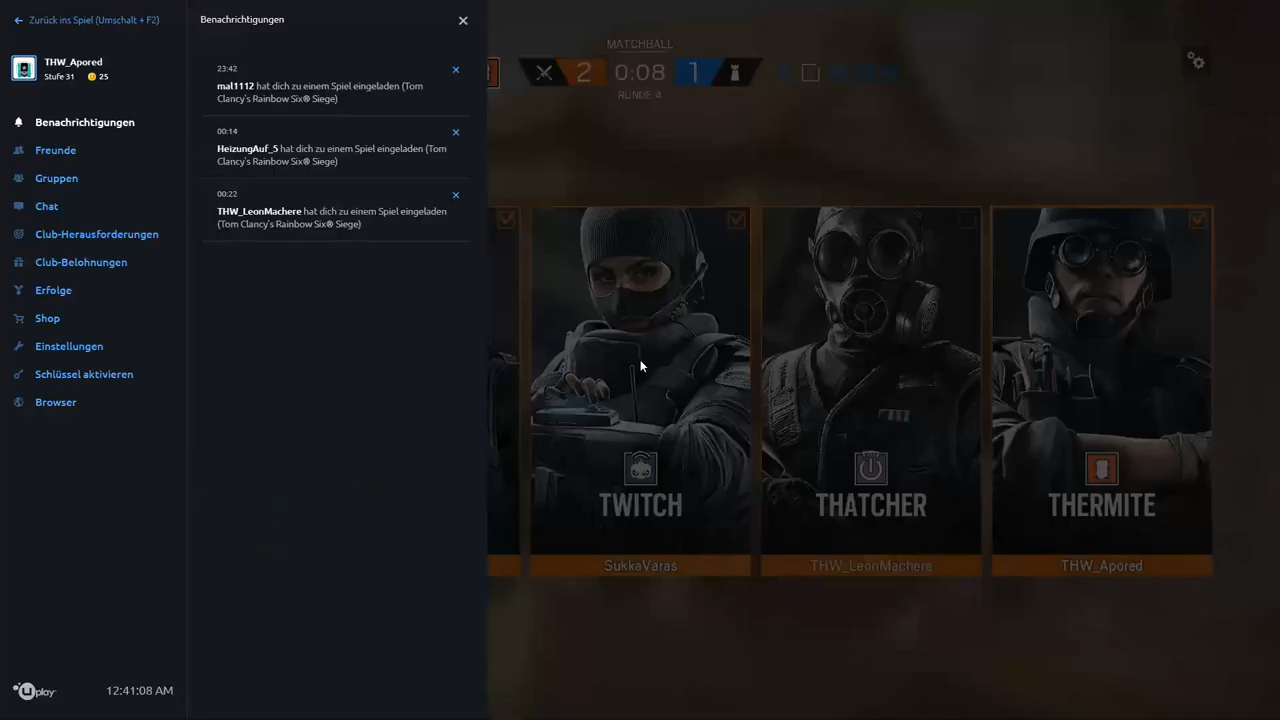 Zurück ins Spiel (Umschalt + F2)
THW_Apored
Stufe 31 25
Benachrichtigungen
Freunde
Gruppen
Chat
Club-Herausforderungen
Club-Belohnungen
Erfolge
Shop
Einstellungen
Schlüssel aktivieren
Browser
uplay
12:41:08 AM
Benachrichtigungen
23:42
mal1112 hat dich zu einem Spiel eingeladen (Tom
Clancy's Rainbow Six® Siege)
00:14
HeizungAuf_5 hat dich zu einem Spiel eingeladen (Tom
Clancy's Rainbow Six® Siege)
00:22
THW_LeonMachere hat dich zu einem Spiel eingeladen
(Tom Clancy's Rainbow Six® Siege)
MATCHBALL
2 0:08 1
RUNDE 4
TWITCH
SukkaVaras
THATCHER
THW_LeonMachere
THERMITE
THW_Apored